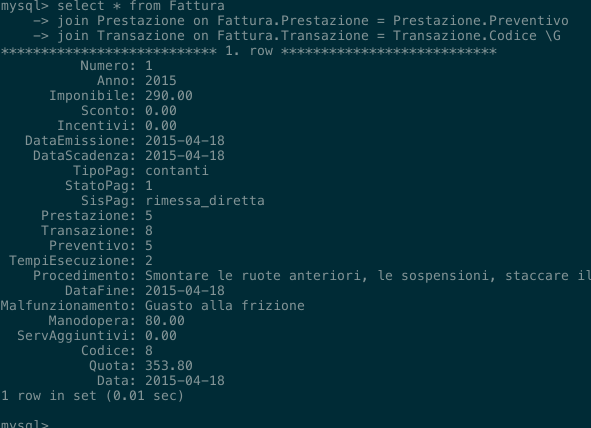 mysql> select * from Fattura
-> join Prestazione on Fattura.Prestazione = Prestazione.Preventivo
-> join Transazione on Fattura.Transazione = Transazione.Codice \G
*************************** 1. row ***************************
Numero: 1
Anno: 2015
Imponibile: 290.00
Sconto: 0.00
Incentivi: 0.00
DataEmissione: 2015-04-18
DataScadenza: 2015-04-18
TipoPag: contanti
StatoPag: 1
SisPag: rimessa_diretta
Prestazione: 5
Transazione: 8
Preventivo: 5
TempiEsecuzione: 2
Procedimento: Smontare le ruote anteriori, le sospensioni, staccare il
DataFine: 2015-04-18
Malfunzionamento: Guasto alla frizione
Manodopera: 80.00
ServAggiuntivi: 0.00
Codice: 8
Quota: 353.80
Data: 2015-04-18
1 row in set (0.01 sec)
mysql>